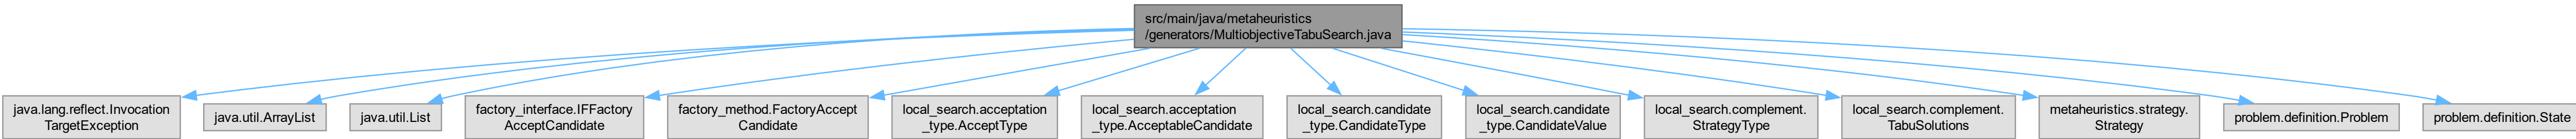 src/main/java/metaheuristics
/generators/MultiobjectiveTabuSearch.java
java.lang.reflect.Invocation
TargetException
java.util.ArrayList
java.util.List
factory_interface.IFFactory
AcceptCandidate
factory_method.FactoryAccept
Candidate
local_search.acceptation
_type.AcceptType
local_search.acceptation
_type.AcceptableCandidate
local_search.candidate
_type.CandidateType
local_search.candidate
_type.CandidateValue
local_search.complement.
StrategyType
local_search.complement.
TabuSolutions
metaheuristics.strategy.
Strategy
problem.definition.Problem
problem.definition.State